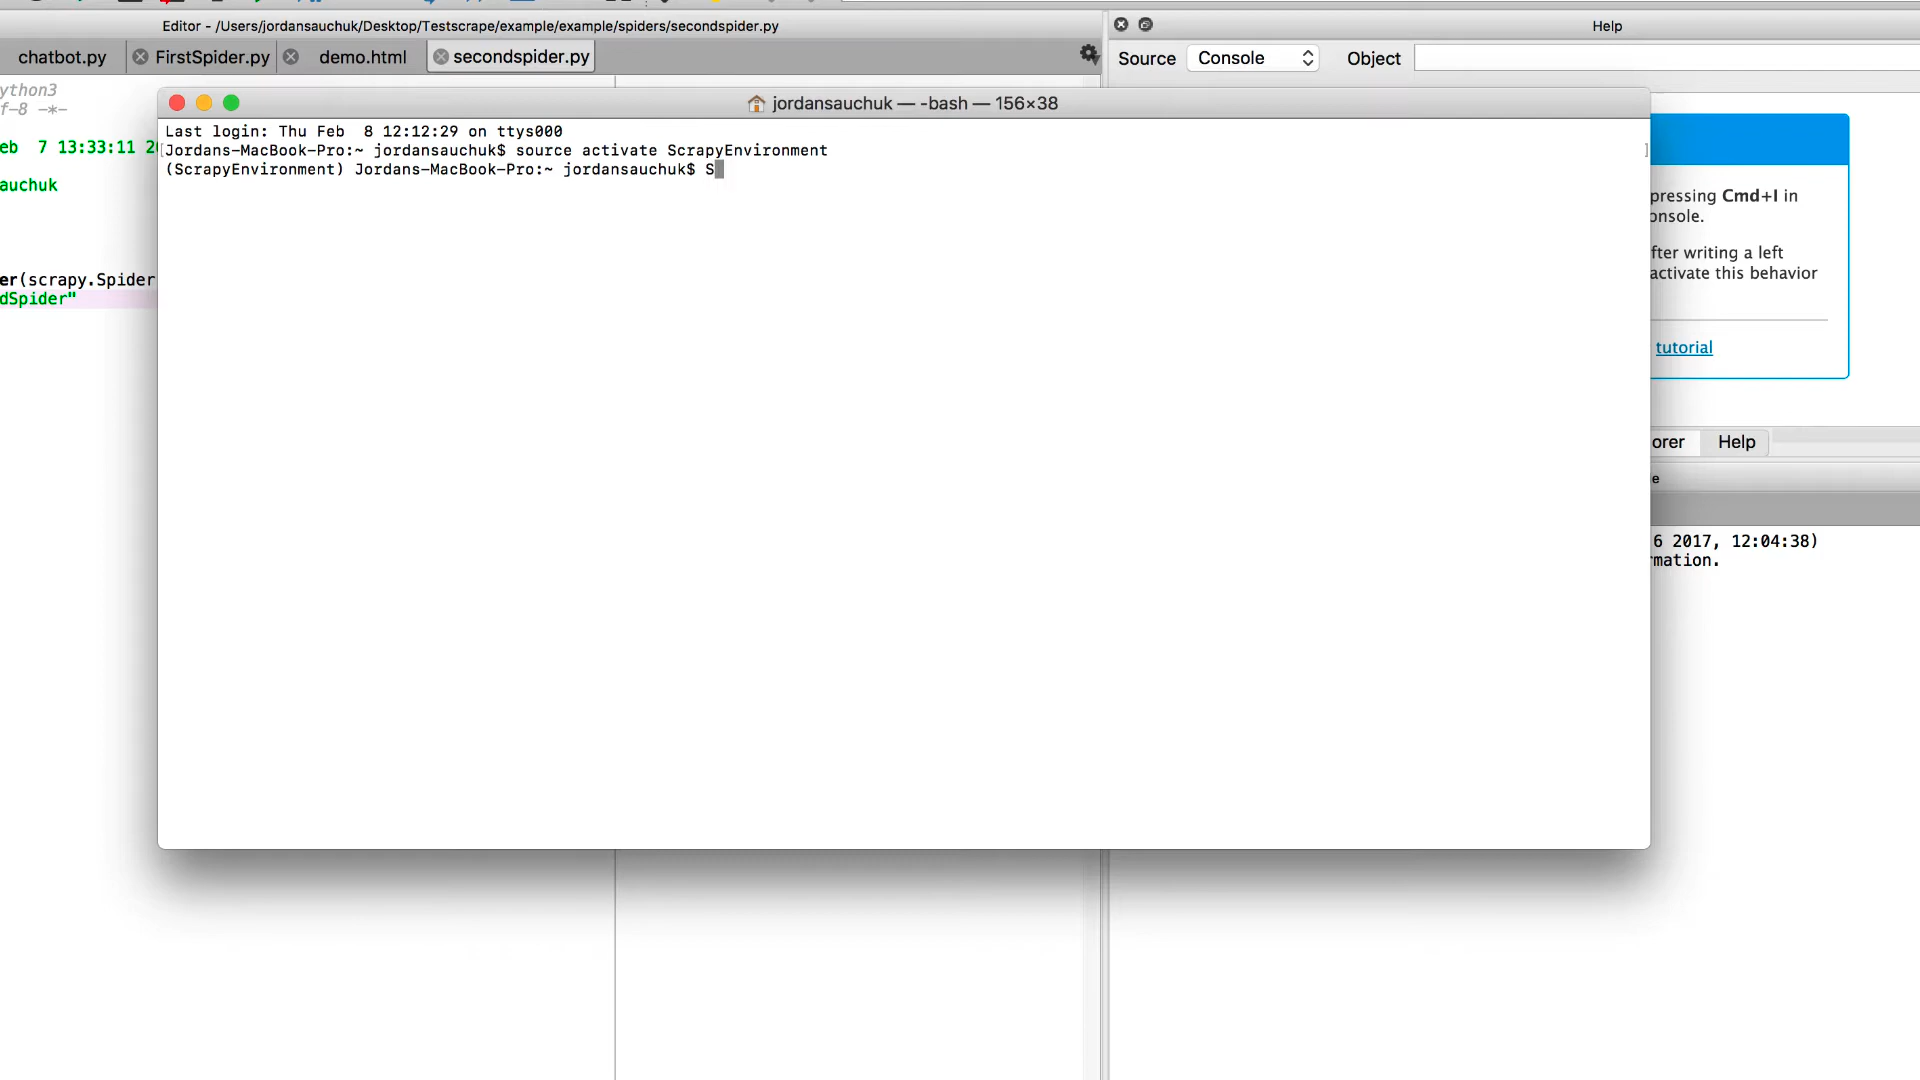 Editor - /Users/jordansauchuk/Desktop/Testscrape/example/example/spiders/secondspider.py
Help
chatbot.py
FirstSpider.py
demo.html
secondspider.py
Source
Console
Object
ython3
f-8 -*-
jordansauchuk — -bash — 156×38
Last login: Thu Feb  8 12:12:29 on ttys000
eb  7 13:33:11 20
[Jordans-MacBook-Pro:~ jordansauchuk$ source activate ScrapyEnvironment ]
(ScrapyEnvironment) Jordans-MacBook-Pro:~ jordansauchuk$ S
auchuk
pressing Cmd+I in
onsole.
fter writing a left
activate this behavior
er(scrapy.Spider
dSpider"
tutorial
orer
Help
e
6 2017, 12:04:38)
rmation.